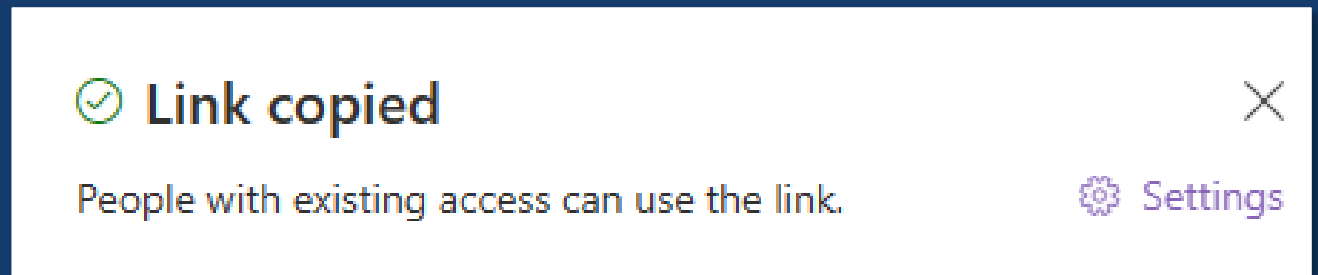 Link copied
People with existing access can use the link.
Settings